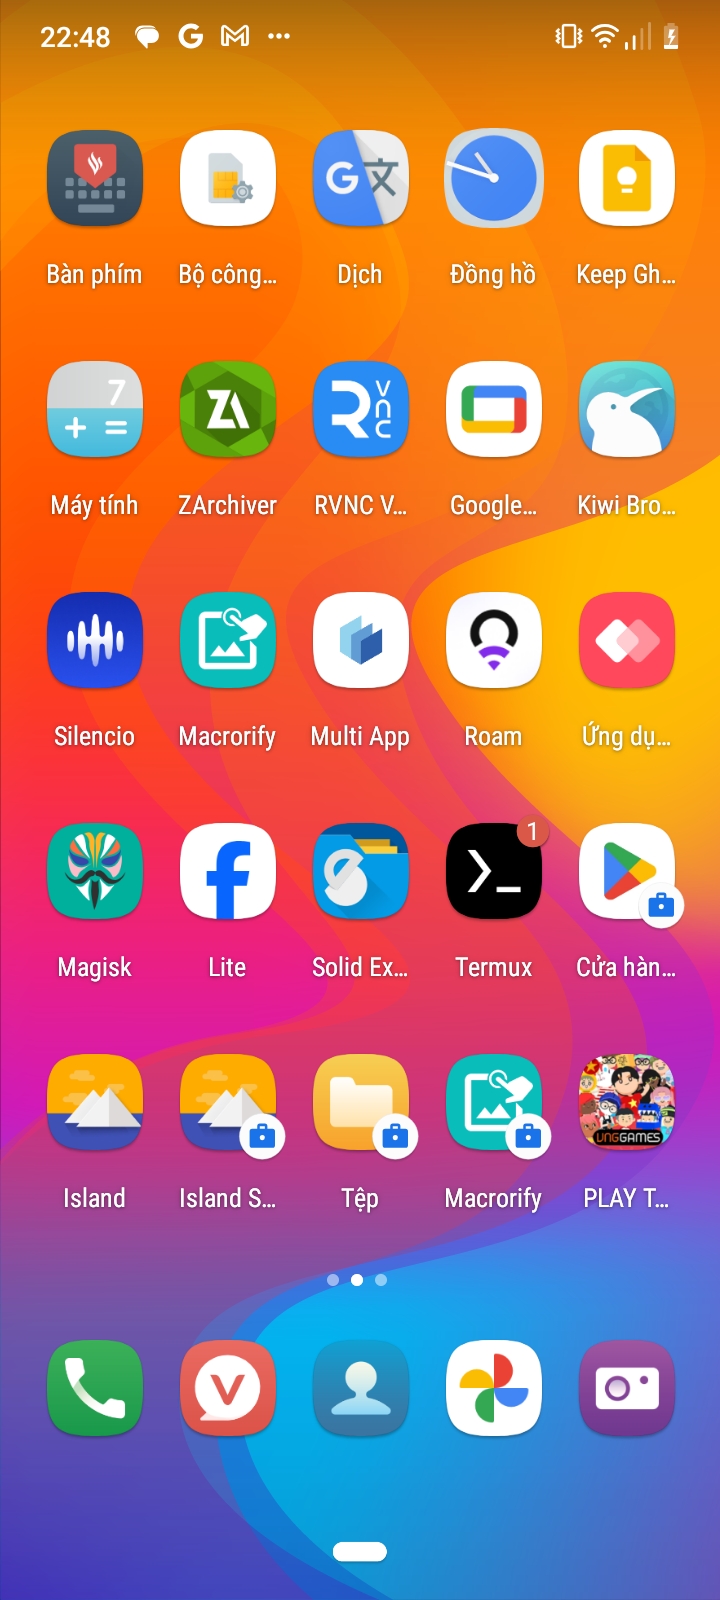 22:48
Bàn phím
Bộ công...
Dịch
Đồng hồ
Keep Gh...
Máy tính
ZArchiver
RVNC V...
Google...
Kiwi Bro...
Silencio
Macrorify
Multi App
Roam
Ứng dụ...
Magisk
Lite
Solid Ex...
1
Termux
Cửa hàn...
Island
Island S...
Tệp
Macrorify
VNGGAMES
PLAY T...